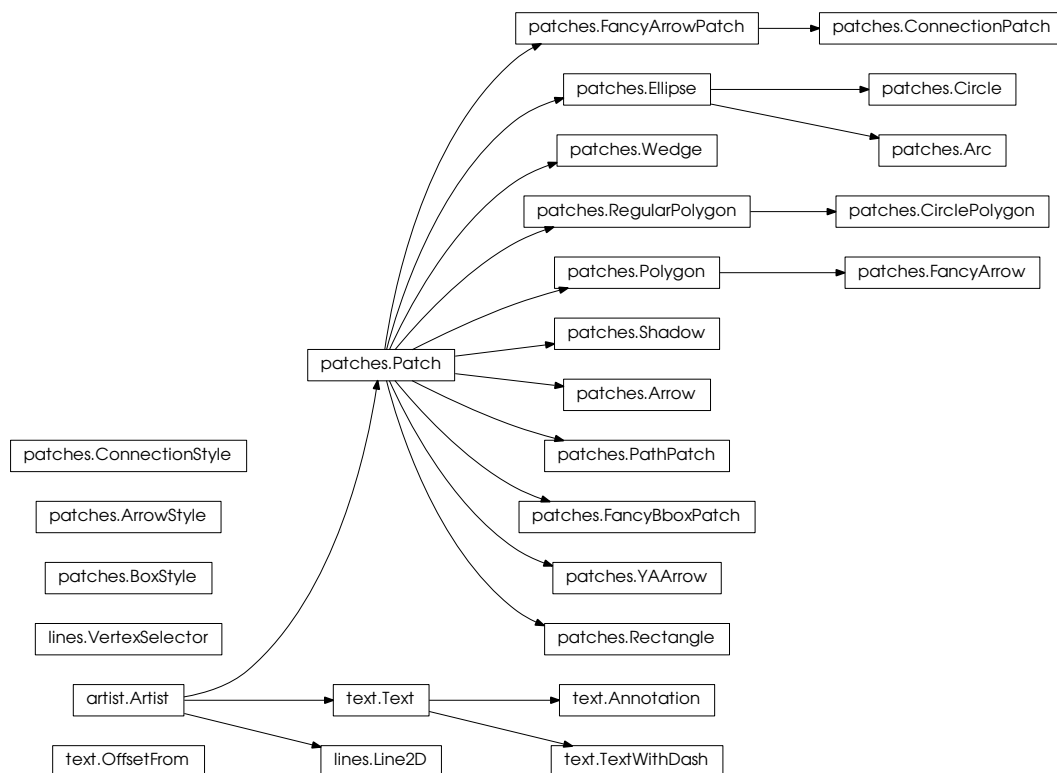 patches.FancyArrowPatch
patches.ConnectionPatch
patches.Ellipse
patches.Circle
patches.Wedge
patches.Arc
patches.RegularPolygon
patches.CirclePolygon
patches.Polygon
patches.FancyArrow
patches.Shadow
patches.Patch
patches.Arrow
patches.ConnectionStyle
patches.PathPatch
patches.ArrowStyle
patches.FancyBboxPatch
patches.BoxStyle
patches.YAArrow
lines.VertexSelector
patches.Rectangle
artist.Artist
text.Text
text.Annotation
text.OffsetFrom
lines.Line2D
text.TextWithDash